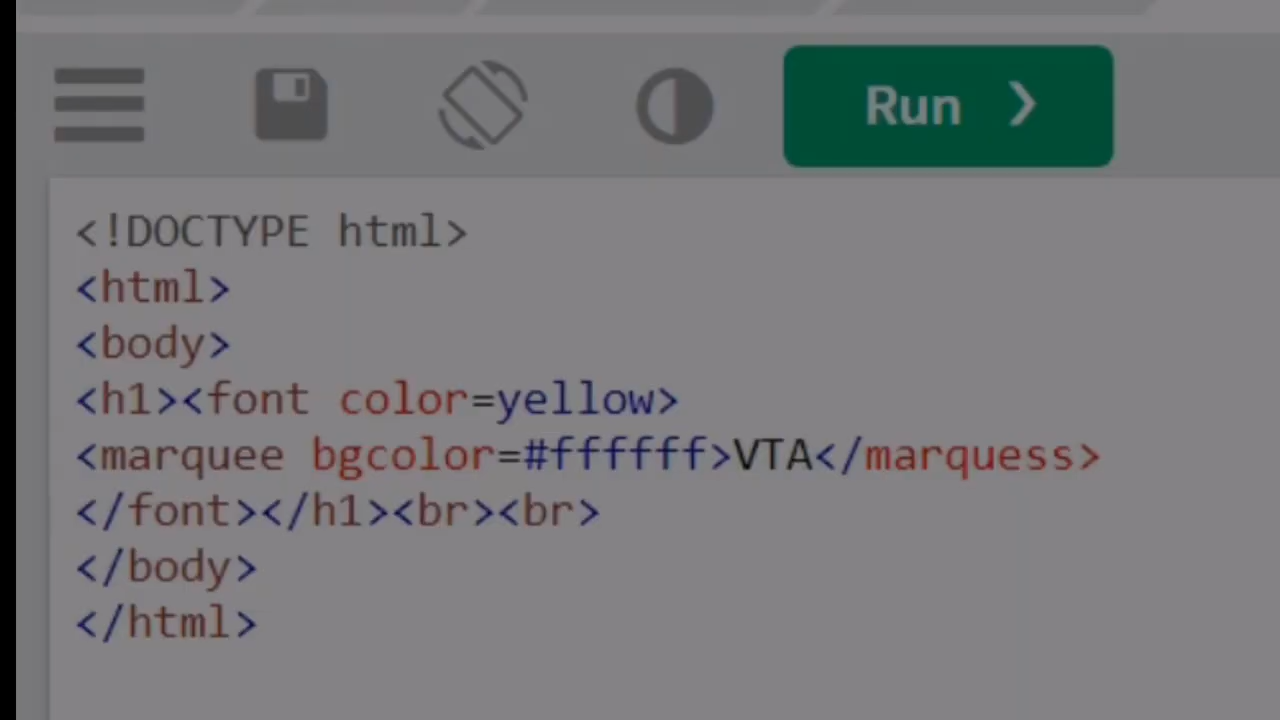 Run
<!DOCTYPE html>
<html>
<body>
<h1><font color=yellow>
<marquee bgcolor=#ffffff>VTA</marquess>
</font></h1><br><br>
</body>
</html>